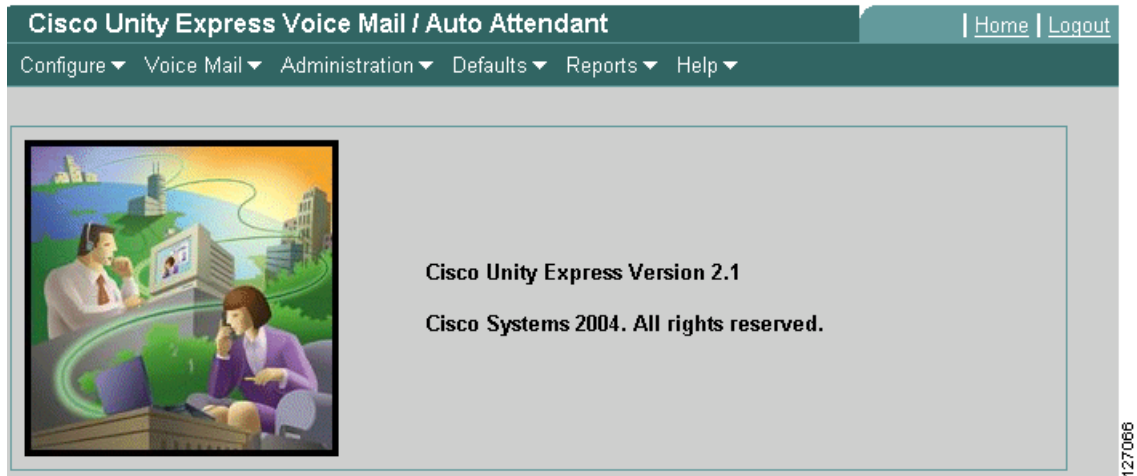 Cisco Unity Express Voice Mail / Auto Attendant
| Home | Logout
Configure ▾ Voice Mail ▾ Administration ▾ Defaults ▾ Reports ▾ Help ▾
Cisco Unity Express Version 2.1
Cisco Systems 2004. All rights reserved.
127066